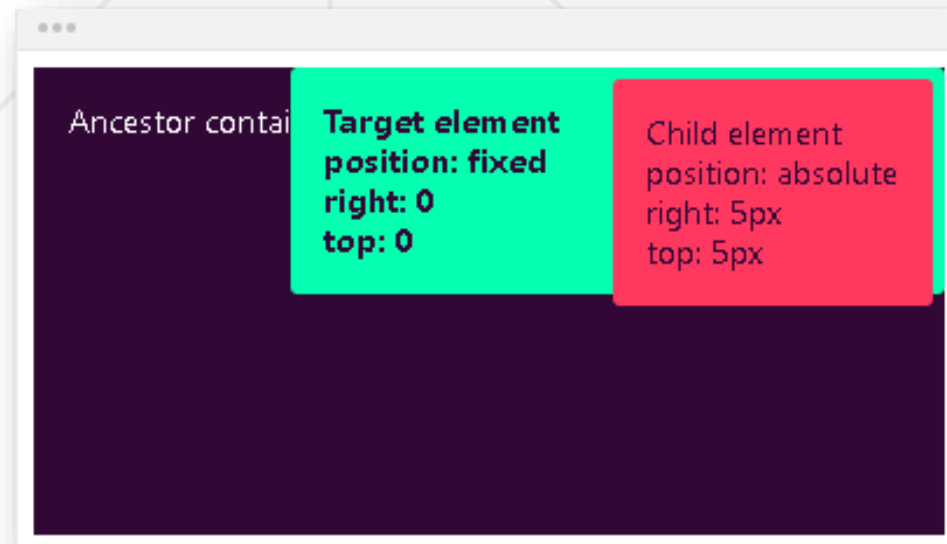 Ancestor contai
Target element
position: fixed
right: 0
top: 0
Child element
position: absolute
right: 5px
top: 5px